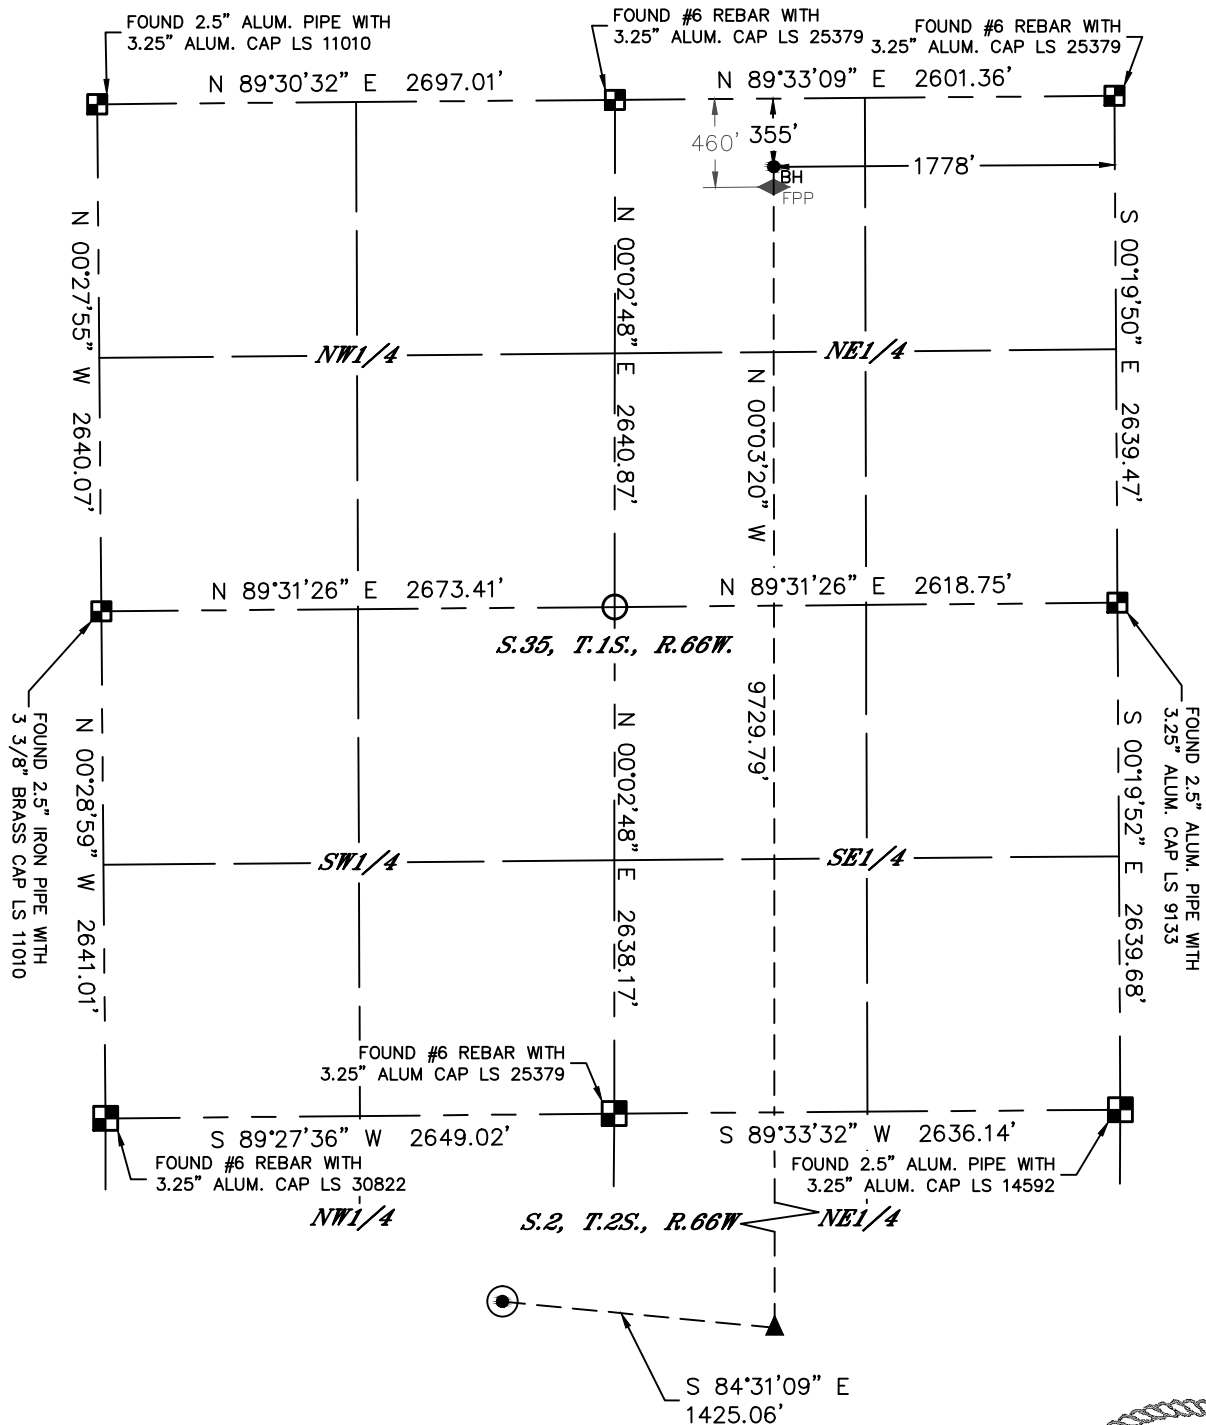 FOUND 2.5" ALUM. PIPE WITH
3.25" ALUM. CAP LS 11010
FOUND #6 REBAR WITH
3.25" ALUM. CAP LS 25379
FOUND #6 REBAR WITH
3.25" ALUM. CAP LS 25379
N 89°30'32" E 2697.01'
N 89°33'09" E 2601.36'
460'
355'
1778'
BH
FPP
N 00°27'55" W 2640.07'
N 00°02'48" E 2640.87'
S 00°19'50" E 2639.47'
NW1/4
NE1/4
N 00°03'20" W
9729.79'
N 89°31'26" E 2673.41'
N 89°31'26" E 2618.75'
S.35, T.1S., R.66W.
FOUND 2.5" IRON PIPE WITH
3 3/8" BRASS CAP LS 11010
N 00°28'59" W 2641.01'
N 00°02'48" E 2638.17'
S 00°19'52" E 2639.68'
FOUND 2.5" ALUM. PIPE WITH
3.25" ALUM. CAP LS 9133
SW1/4
SE1/4
FOUND #6 REBAR WITH
3.25" ALUM CAP LS 25379
S 89°27'36" W 2649.02'
S 89°33'32" W 2636.14'
FOUND #6 REBAR WITH
3.25" ALUM. CAP LS 30822
FOUND 2.5" ALUM. PIPE WITH
3.25" ALUM. CAP LS 14592
NW1/4
S.2, T.2S., R.66W
NE1/4
S 84°31'09" E
1425.06'